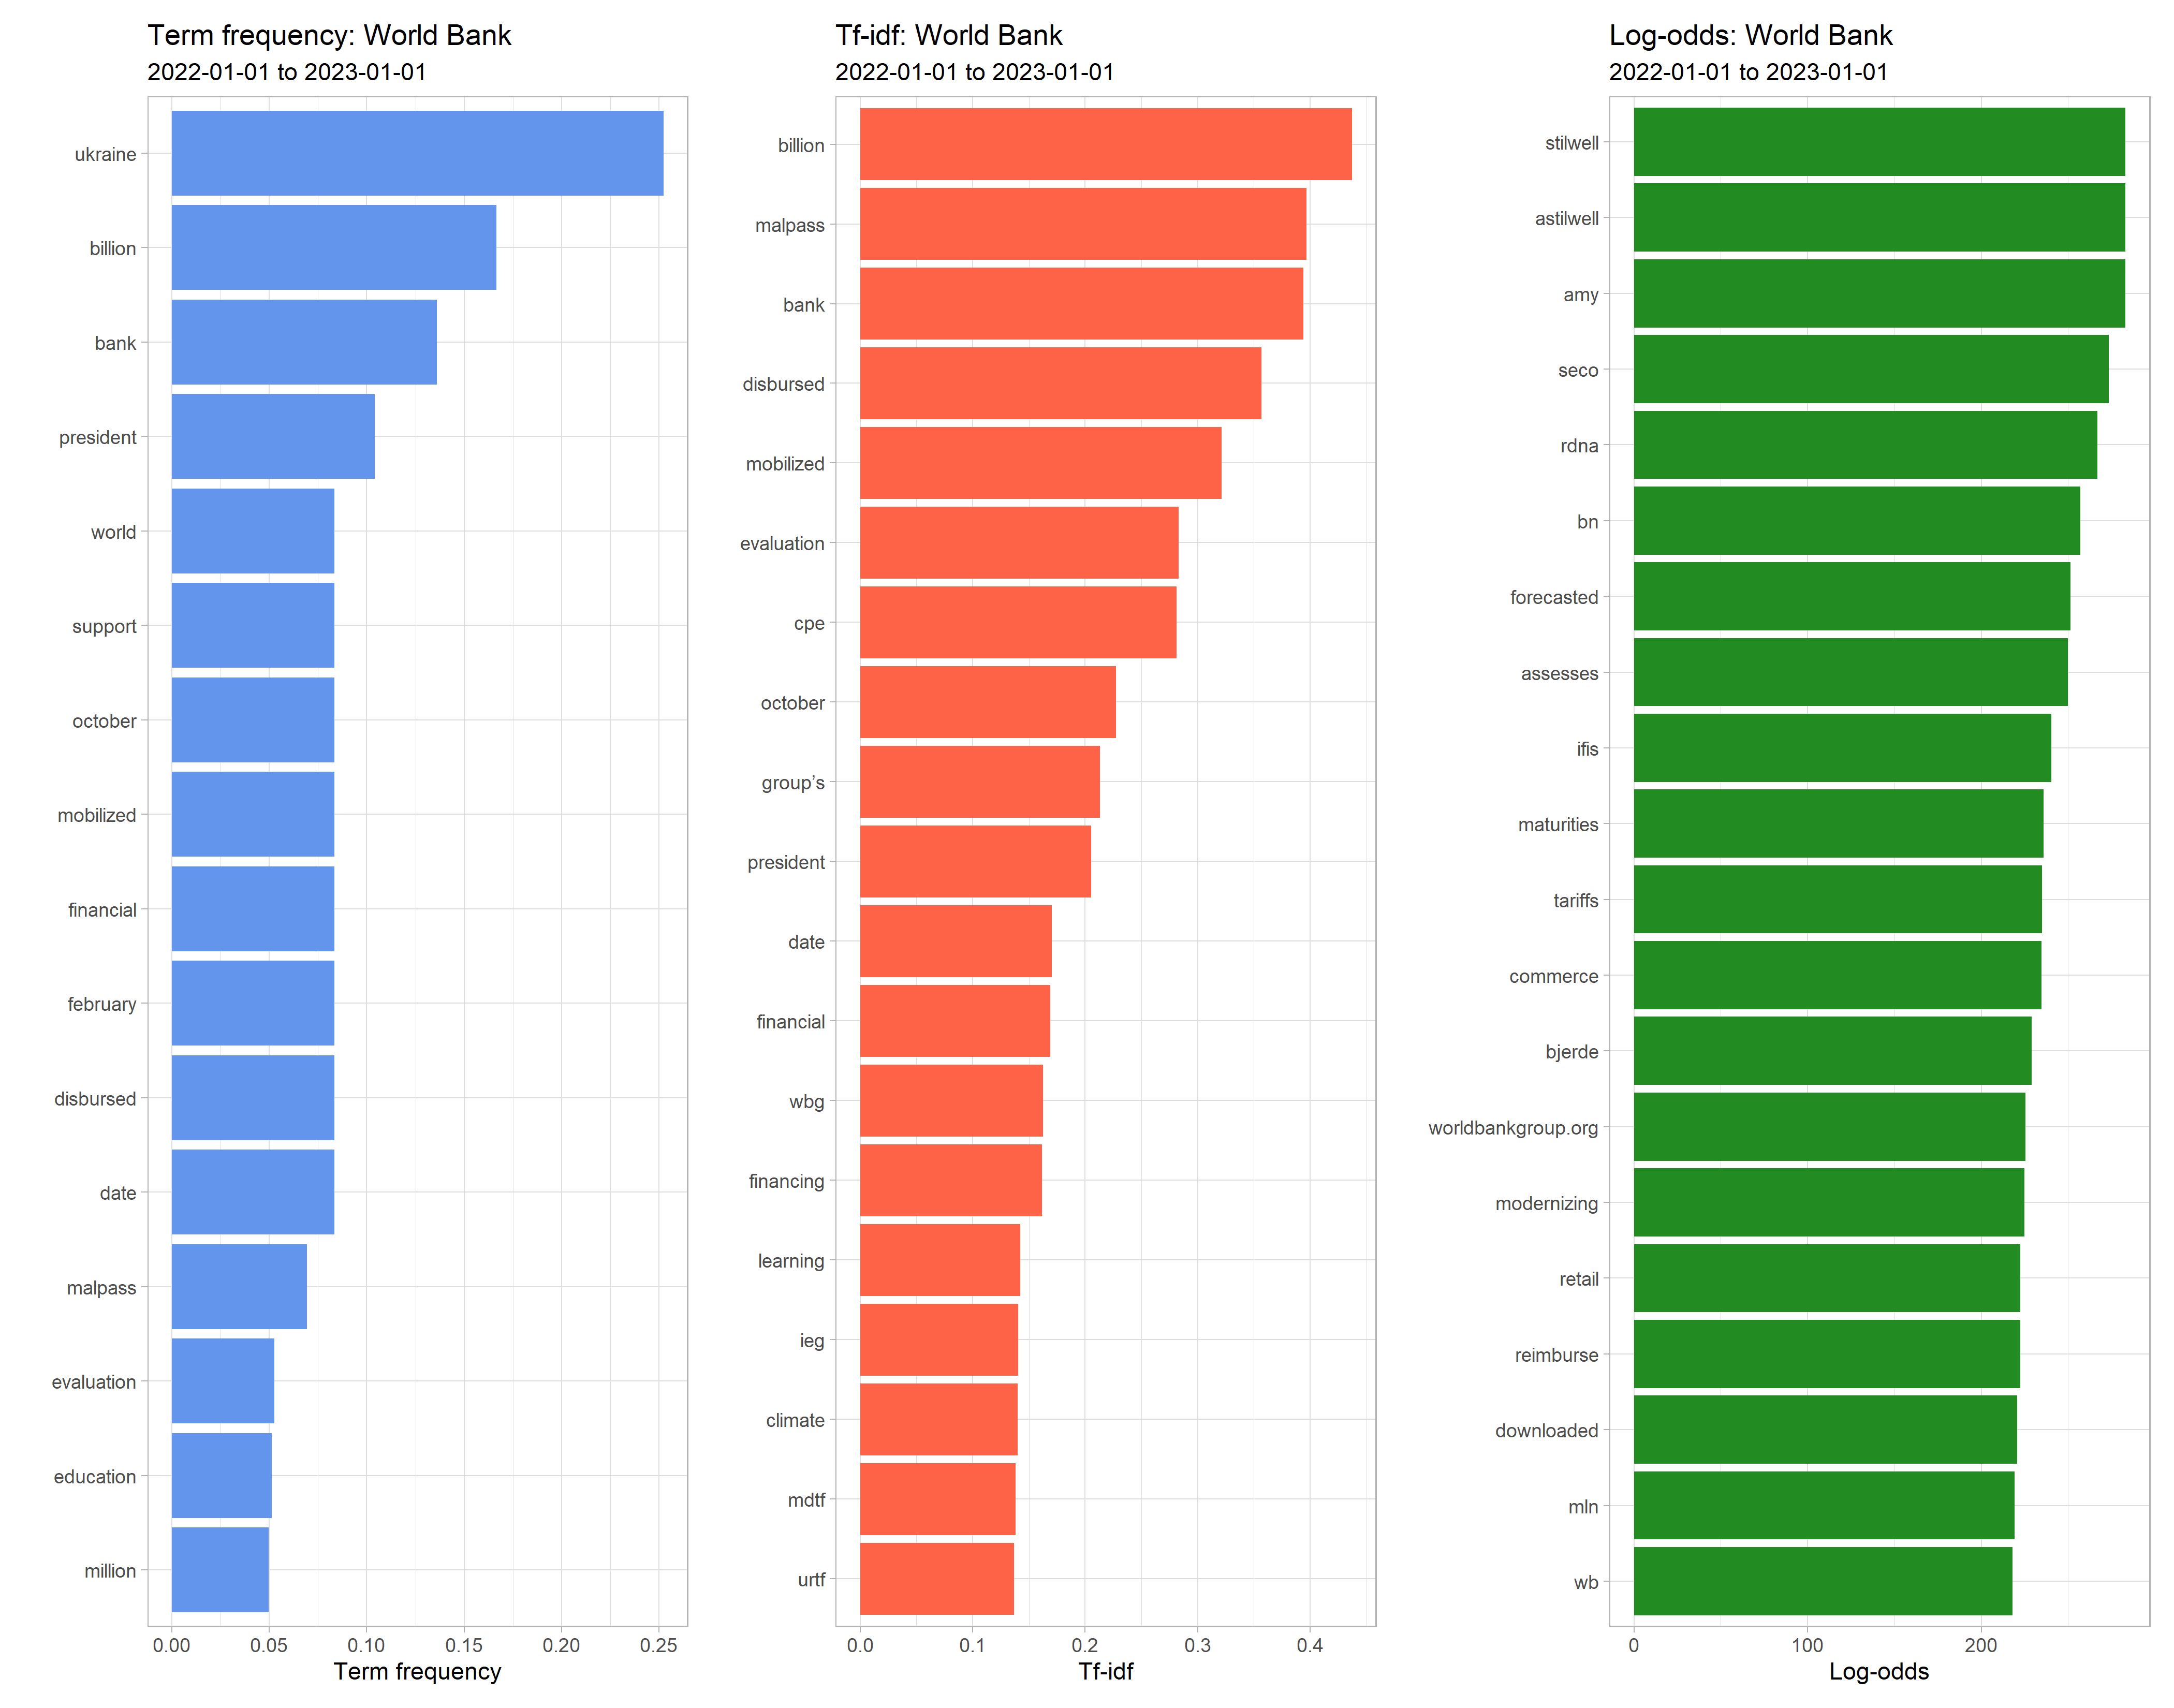 Term frequency: World Bank
2022-01-01 to 2023-01-01
ukraine
billion
bank
president
world
support
october
mobilized
financial
february
disbursed
date
malpass
evaluation
education
million
0.00 0.05 0.10 0.15 0.20 0.25
Term frequency
Tf-idf: World Bank
2022-01-01 to 2023-01-01
billion
malpass
bank
disbursed
mobilized
evaluation
cpe
october
group’s
president
date
financial
wbg
financing
learning
ieg
climate
mdtf
urtf
0.0 0.1 0.2 0.3 0.4
Tf-idf
Log-odds: World Bank
2022-01-01 to 2023-01-01
stilwell
astilwell
amy
seco
rdna
bn
forecasted
assesses
ifis
maturities
tariffs
commerce
bjerde
worldbankgroup.org
modernizing
retail
reimburse
downloaded
mln
wb
0 100 200
Log-odds